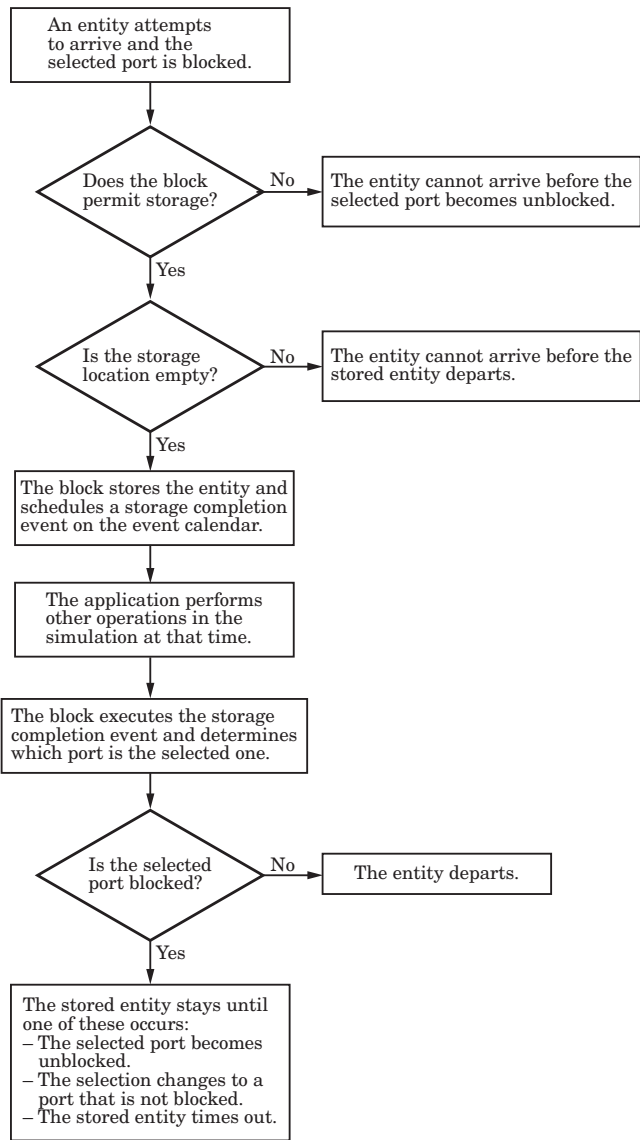 An entity attempts
to arrive and the
selected port is blocked.
Does the block
permit storage?
No
The entity cannot arrive before the
selected port becomes unblocked.
Yes
Is the storage
location empty?
No
The entity cannot arrive before the
stored entity departs.
Yes
The block stores the entity and
schedules a storage completion
event on the event calendar.
The application performs
other operations in the
simulation at that time.
The block executes the storage
completion event and determines
which port is the selected one.
Is the selected
port blocked?
No
The entity departs.
Yes
The stored entity stays until
one of these occurs:
– The selected port becomes
unblocked.
– The selection changes to a
port that is not blocked.
– The stored entity times out.